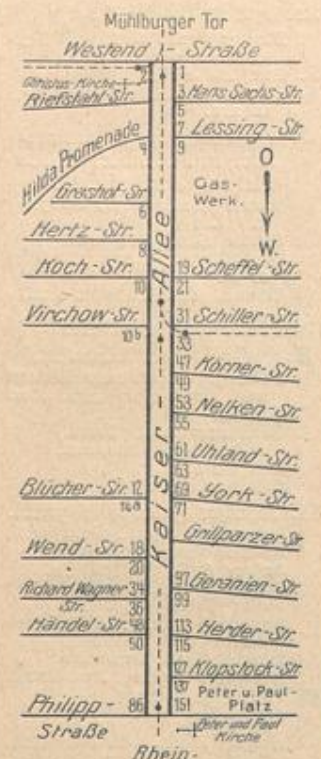 Mühlburger Tor
Westend - Straße
2 1
Christus-Kirche
Riefstahl-Str. 3 Hans Sachs-Str.
5
Hilda Promenade 7 Lessing-Str.
4 9
O
Gas-
Werk.
W.
Grashof-Str
6
Hertz-Str.
8
Koch-Str. 19 Scheffel-Str.
10 21
Virchow-Str. 31 Schiller-Str.
10b 33
47 Körner-Str.
49
53 Nelken-Str.
55
Kaiser - Allee
61 Uhland-Str.
63
Blücher-Str. 12 69 York-Str.
71
Grillparzer-Str
Wend-Str. 18
20
Richard Wagner 34 97 Geranien-Str.
Str. 36 99
Händel-Str. 48 113 Herder-Str.
50 115
127 Klopstock-Str.
137 Peter u. Paul-
Platz
Philipp- 86 151
Straße Peter und Paul
Kirche
Rhein-